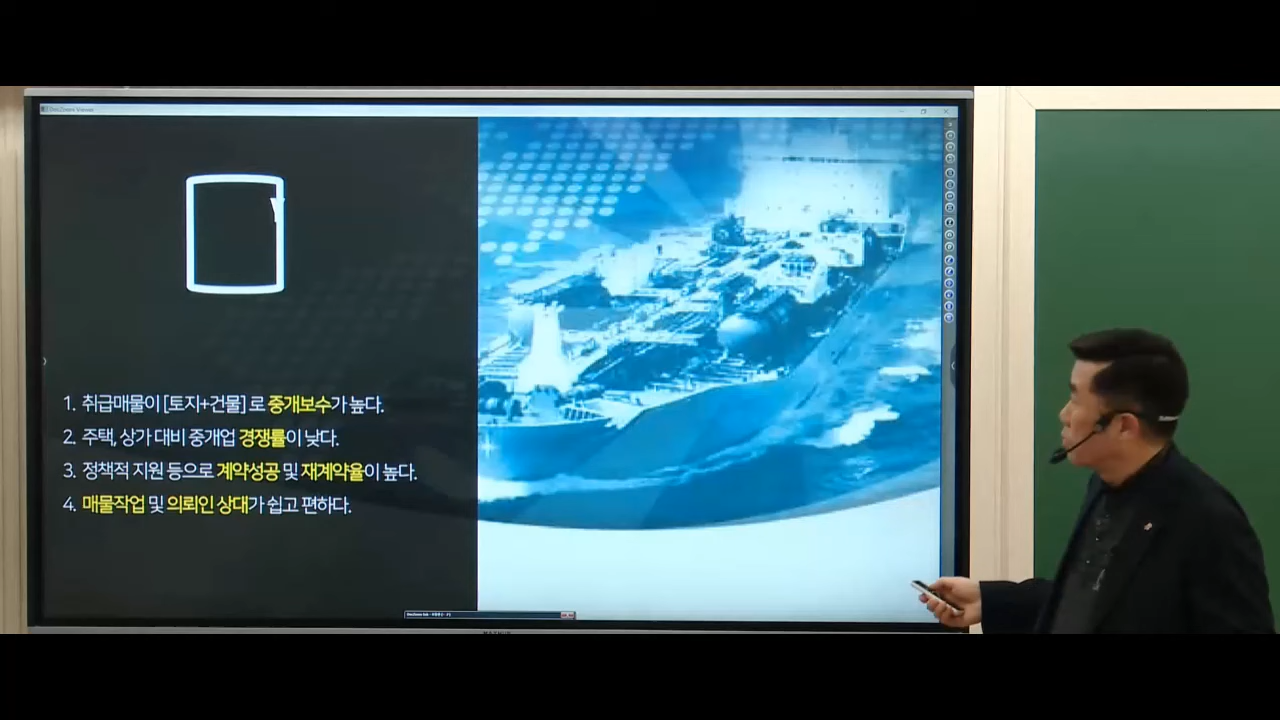 1. 취급매물이 [토지+건물] 로 중개보수가 높다.
2. 주택, 상가 대비 중개업 경쟁률이 낮다.
3. 정책적 지원 등으로 계약성공 및 재계약율이 높다.
4. 매물작업 및 의뢰인 상대가 쉽고 편하다.